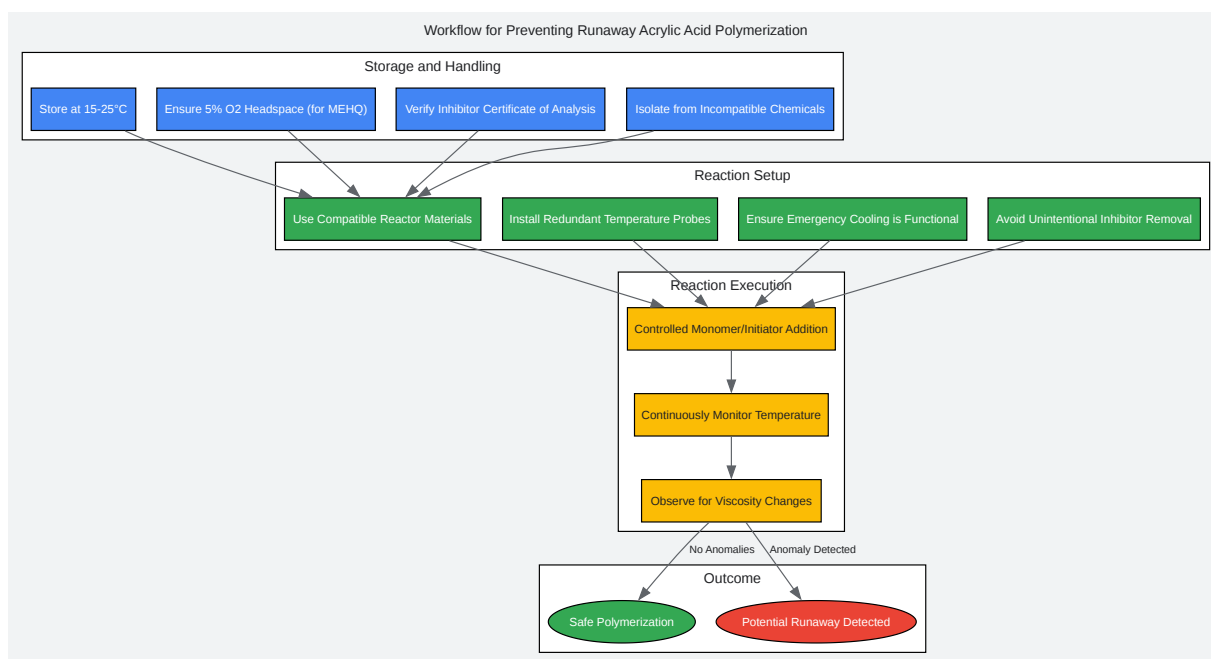 Workflow for Preventing Runaway Acrylic Acid Polymerization
Storage and Handling
Store at 15-25°C
Ensure 5% O2 Headspace (for MEHQ)
Verify Inhibitor Certificate of Analysis
Isolate from Incompatible Chemicals
Reaction Setup
Use Compatible Reactor Materials
Install Redundant Temperature Probes
Ensure Emergency Cooling is Functional
Avoid Unintentional Inhibitor Removal
Reaction Execution
Controlled Monomer/Initiator Addition
Continuously Monitor Temperature
Observe for Viscosity Changes
No Anomalies
Anomaly Detected
Outcome
Safe Polymerization
Potential Runaway Detected